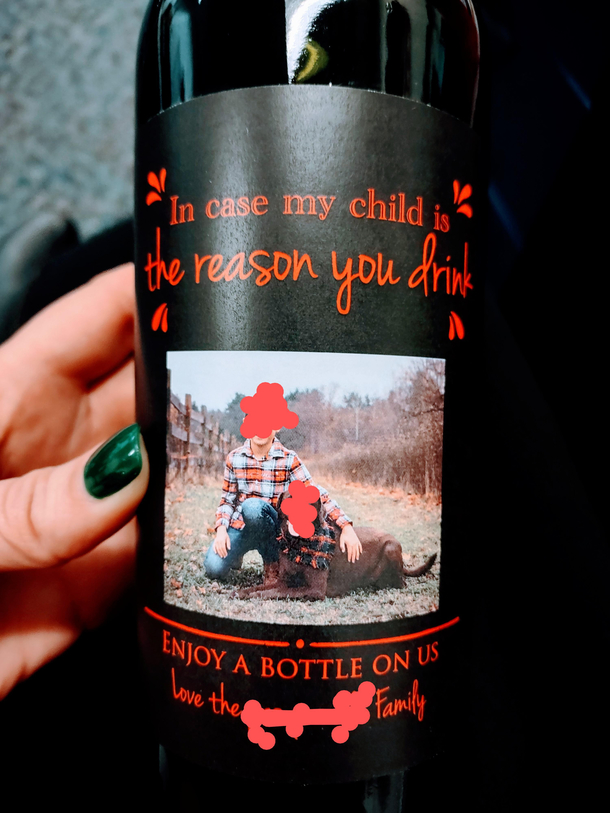 In case my child is
the reason you drink
ENJOY A BOTTLE ON US
Love the Family